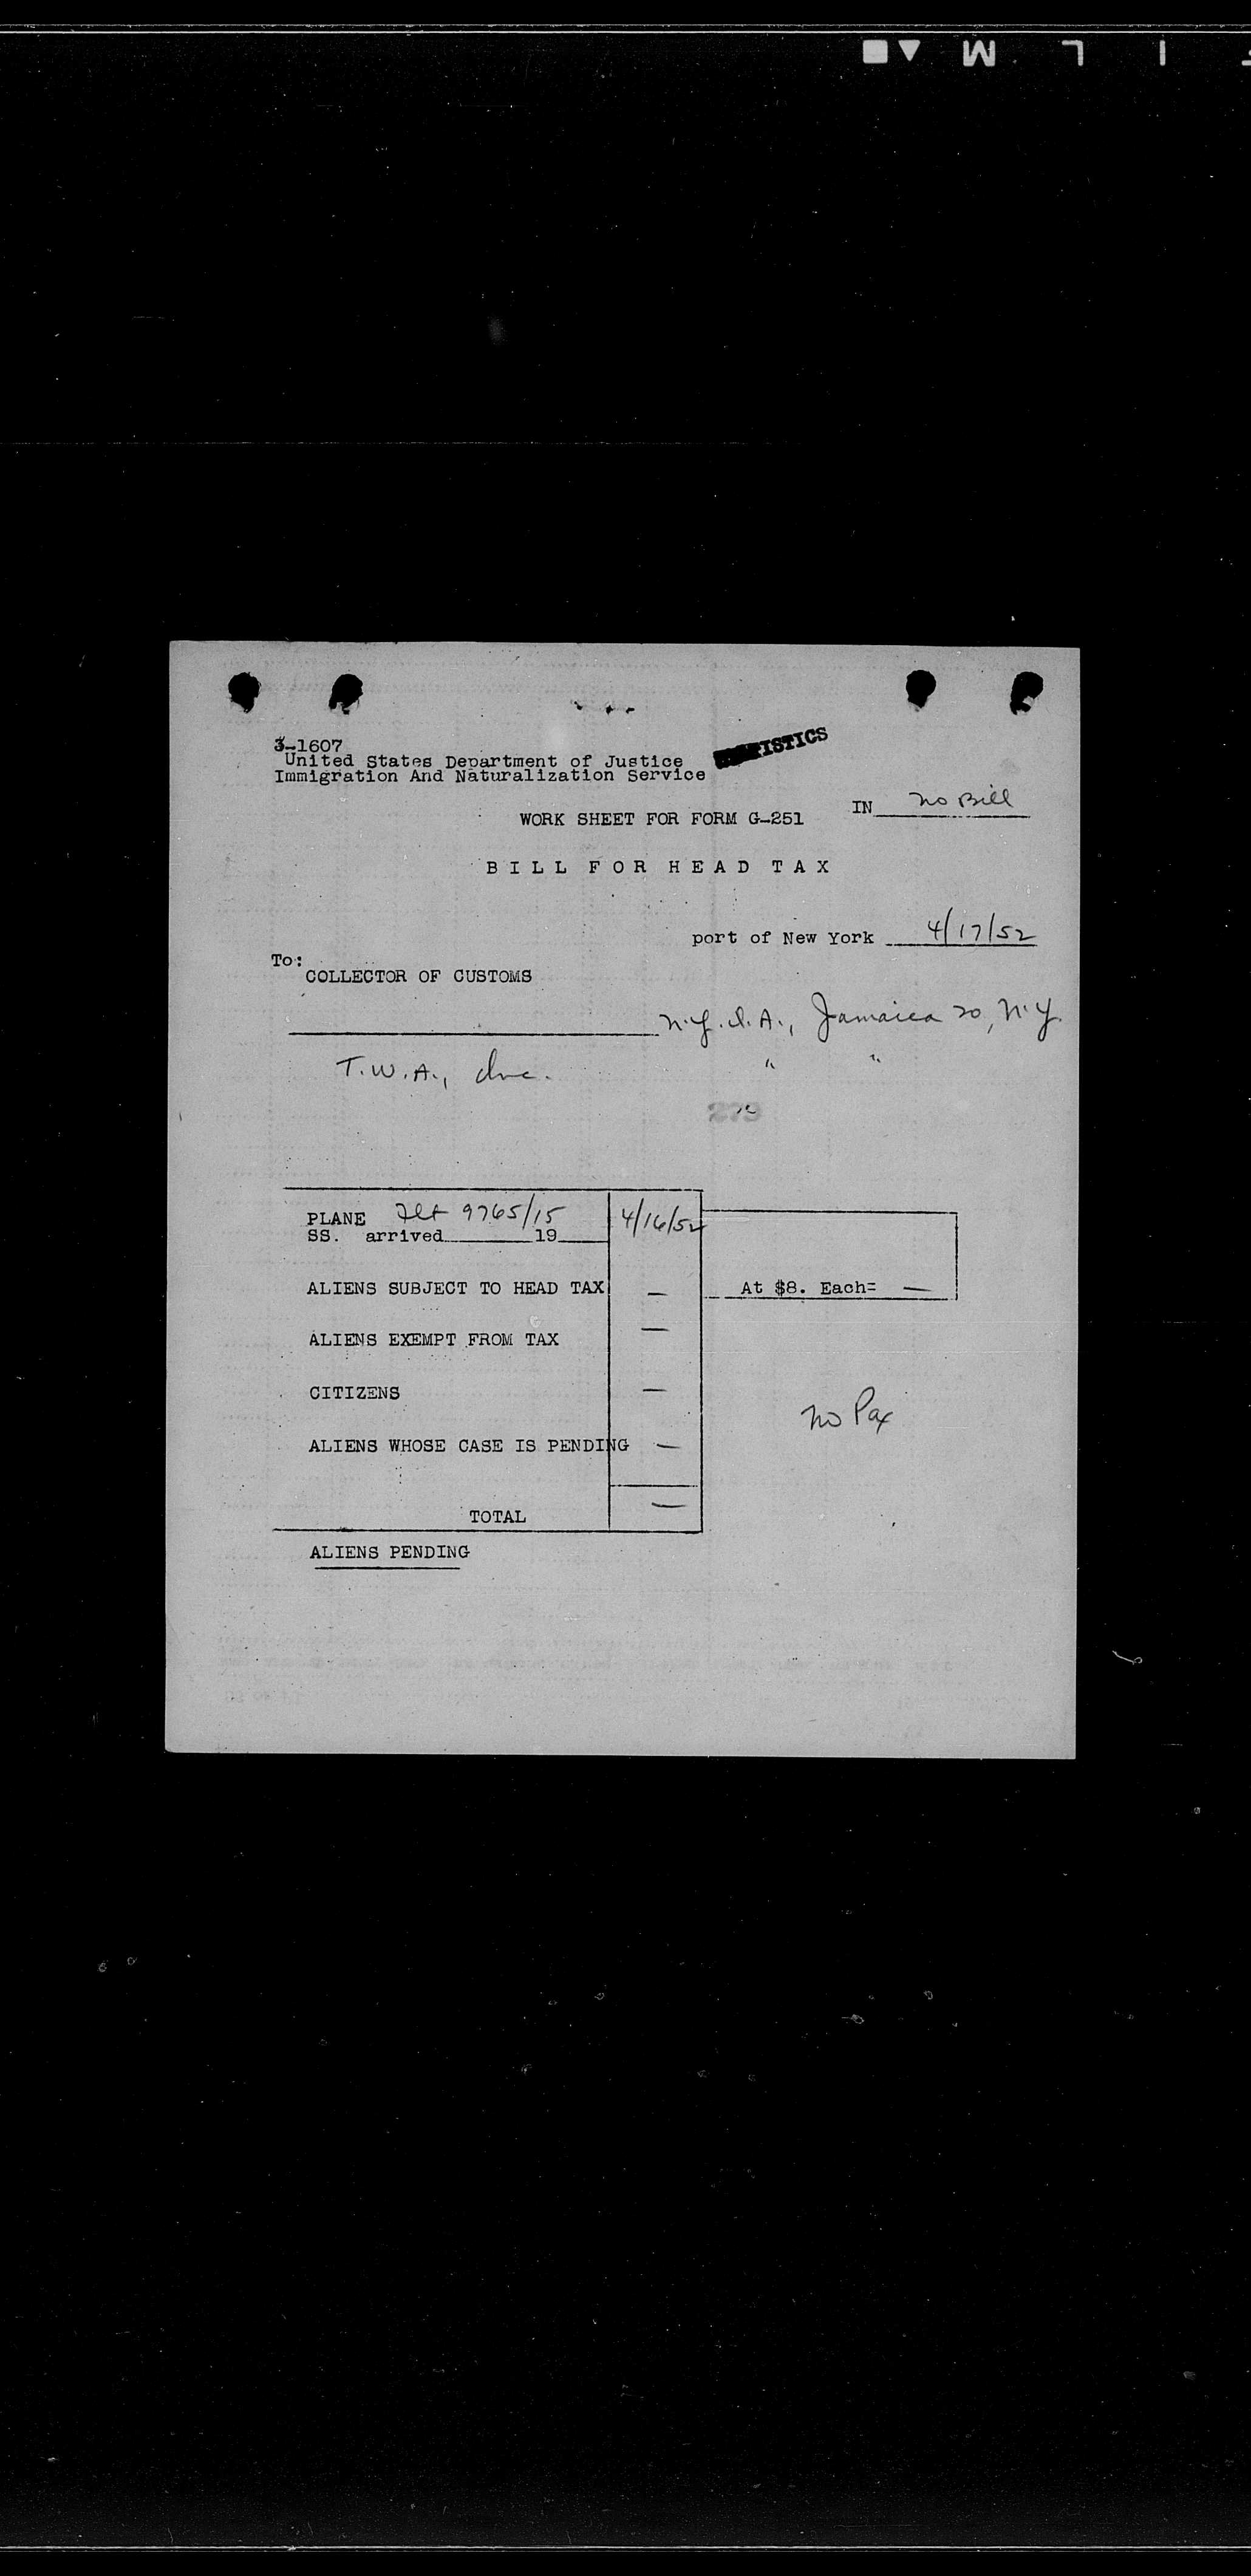 3-1607
United States Department of Justice
Immigration And Naturalization Service
IN no Bill
WORK SHEET FOR FORM G-251
BILL FOR HEAD TAX
port of New York 4/17/52
To:
COLLECTOR OF CUSTOMS
N.Y.I.A., Jamaica 20, N.Y.
T.W.A., Inc. " "
"
PLANE Flt 9765/15 4/16/52
SS. arrived 19
ALIENS SUBJECT TO HEAD TAX — At $8. Each= —
ALIENS EXEMPT FROM TAX —
CITIZENS —
no Pax
ALIENS WHOSE CASE IS PENDING —
TOTAL —
ALIENS PENDING